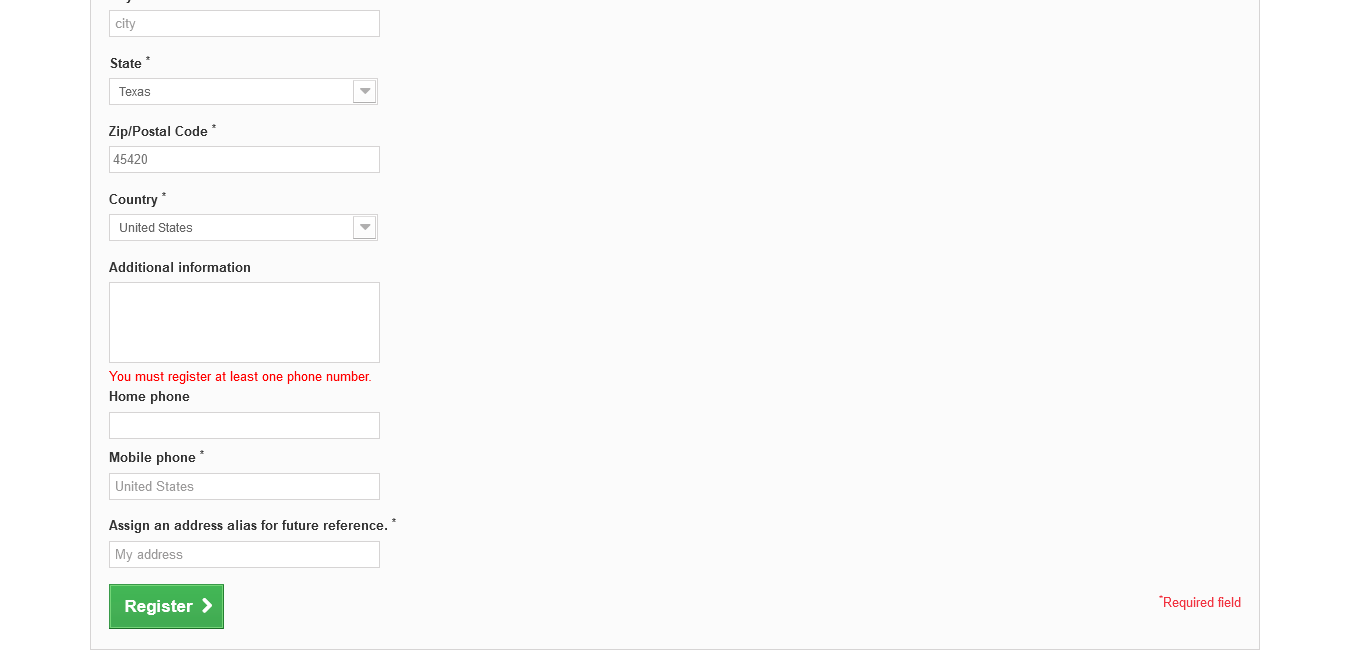 city
State *
Texas
Zip/Postal Code *
45420
Country *
United States
Additional information
You must register at least one phone number.
Home phone
Mobile phone *
United States
Assign an address alias for future reference. *
My address
Register
*Required field